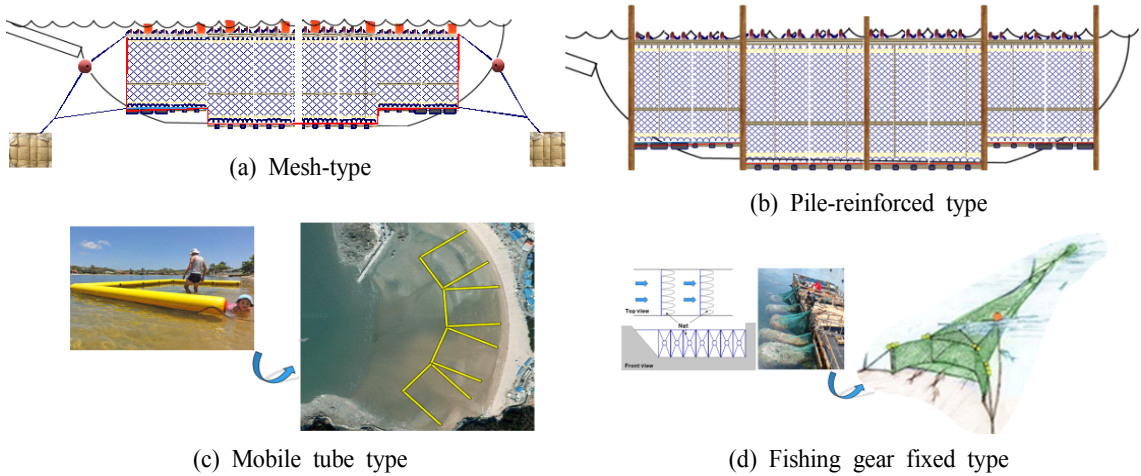 (a) Mesh-type
(b) Pile-reinforced type
(c) Mobile tube type
Top view
Net
Front view
(d) Fishing gear fixed type